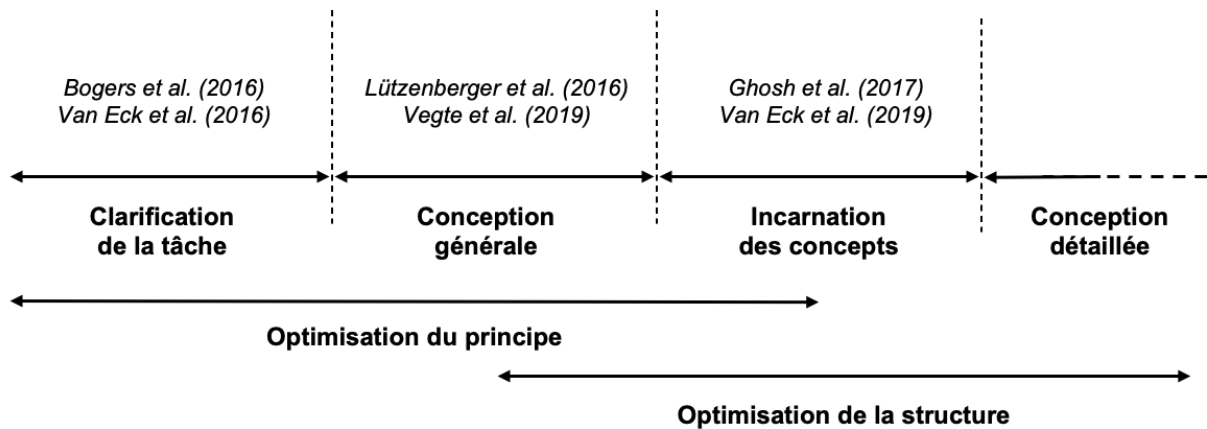 Bogers et al. (2016)
Van Eck et al. (2016)
Lützenberger et al. (2016)
Vegte et al. (2019)
Ghosh et al. (2017)
Van Eck et al. (2019)
Clarification
de la tâche
Conception
générale
Incarnation
des concepts
Conception
détaillée
Optimisation du principe
Optimisation de la structure